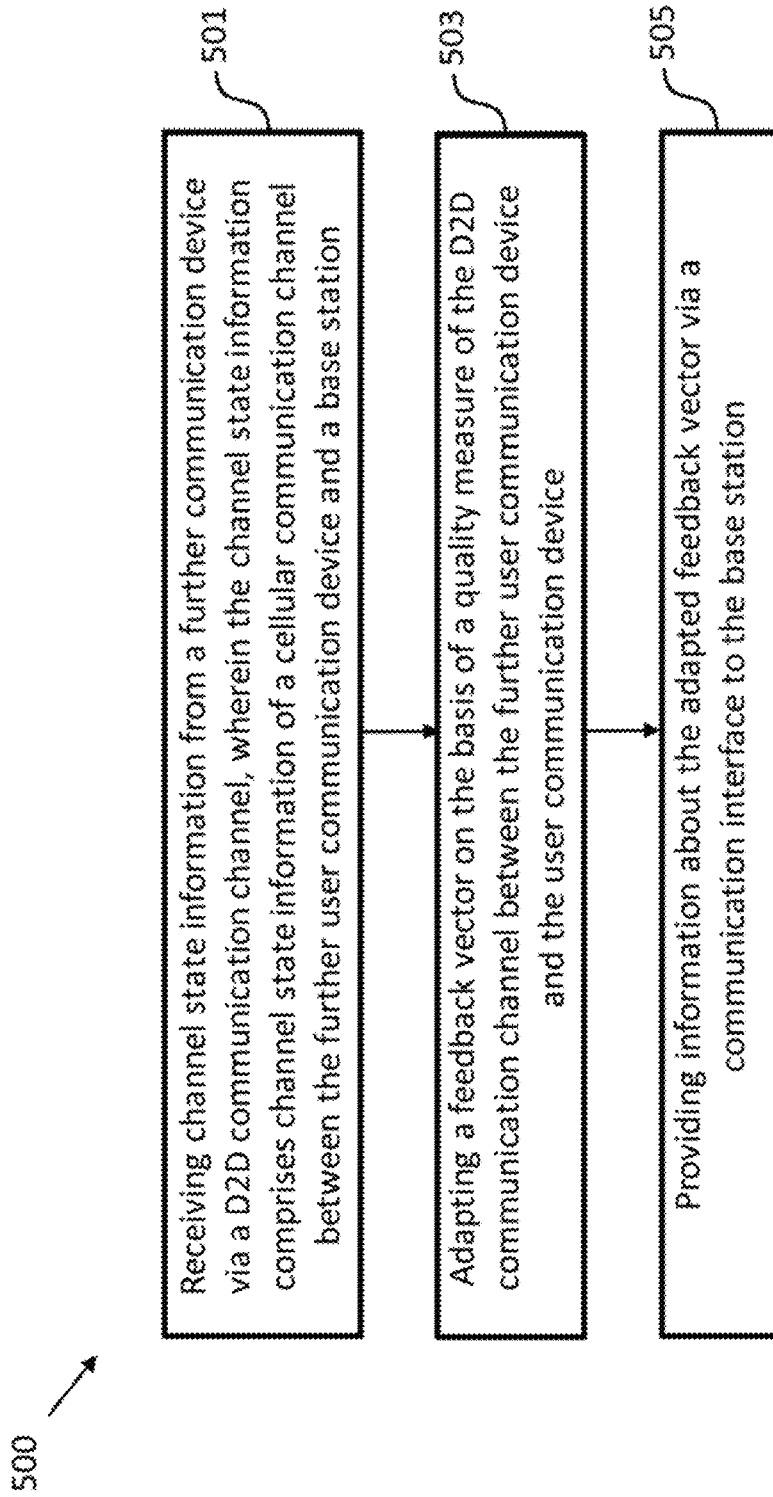 500
Receiving channel state information from a further communication device
via a D2D communication channel, wherein the channel state information
comprises channel state information of a cellular communication channel
between the further user communication device and a base station
501
Adapting a feedback vector on the basis of a quality measure of the D2D
communication channel between the further user communication device
and the user communication device
503
Providing information about the adapted feedback vector via a
communication interface to the base station
505